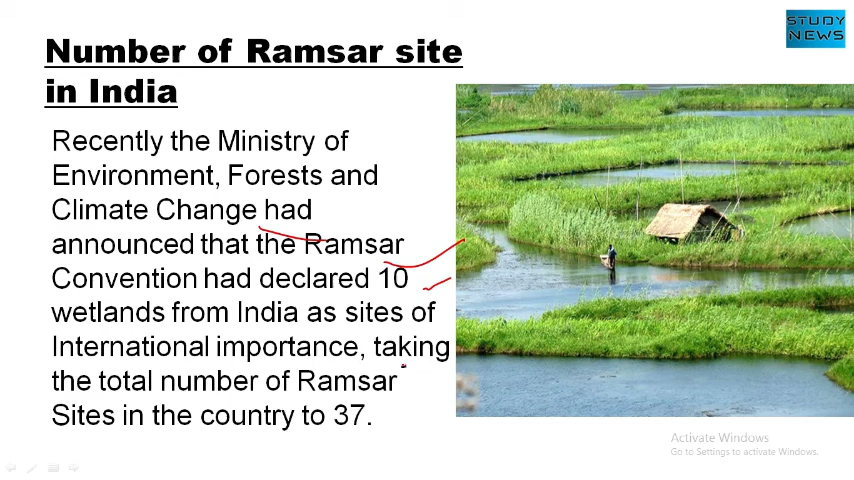 STUDY
NEWS
Number of Ramsar site
in India
Recently the Ministry of
Environment, Forests and
Climate Change had
announced that the Ramsar
Convention had declared 10
wetlands from India as sites of
International importance, taking
the total number of Ramsar
Sites in the country to 37.
Activate Windows
Go to Settings to activate Windows.